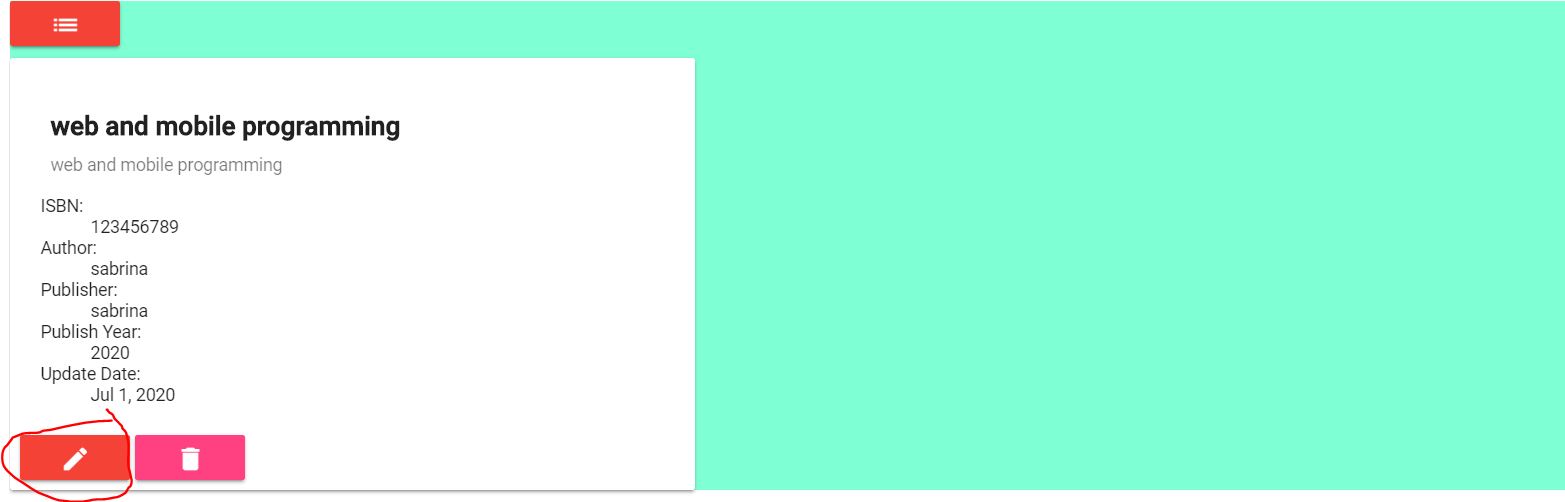 web and mobile programming
web and mobile programming
ISBN:
123456789
Author:
sabrina
Publisher:
sabrina
Publish Year:
2020
Update Date:
Jul 1, 2020